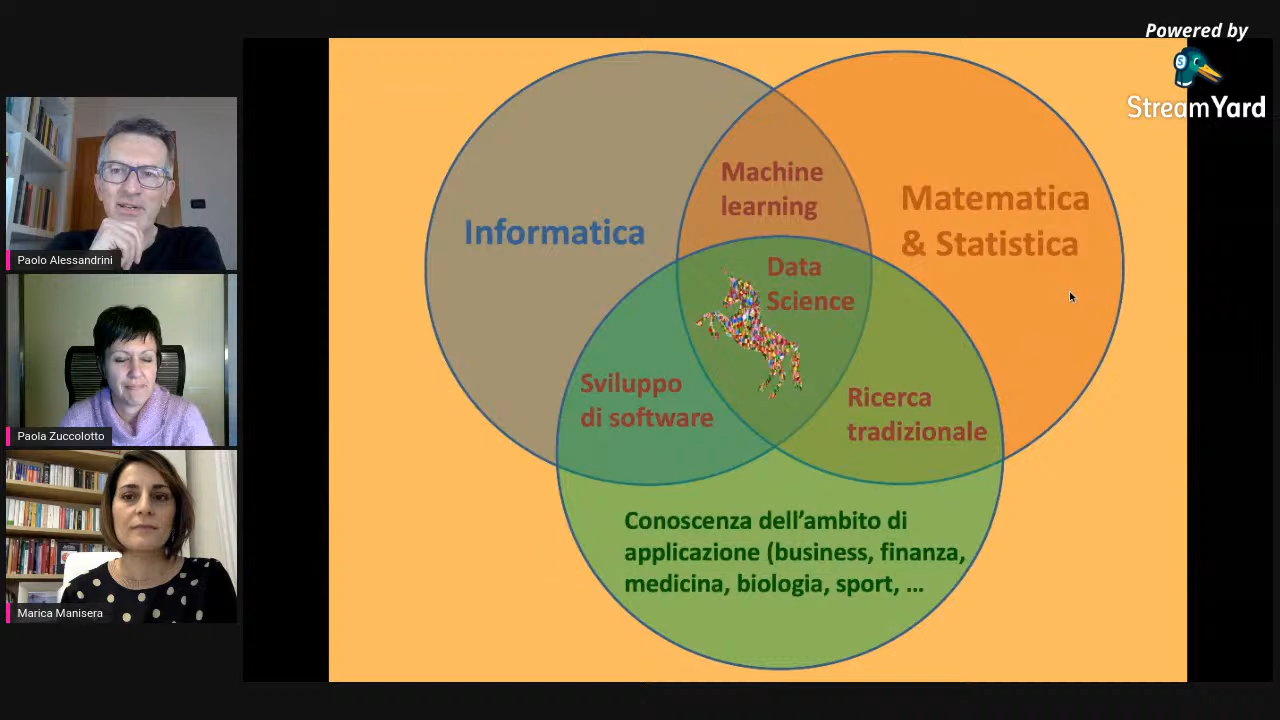 Powered by
StreamYard
Paolo Alessandrini
Paola Zuccolotto
Marica Manisera
Informatica
Machine
learning
Matematica
& Statistica
Data
Science
Sviluppo
di software
Ricerca
tradizionale
Conoscenza dell’ambito di
applicazione (business, finanza,
medicina, biologia, sport, …